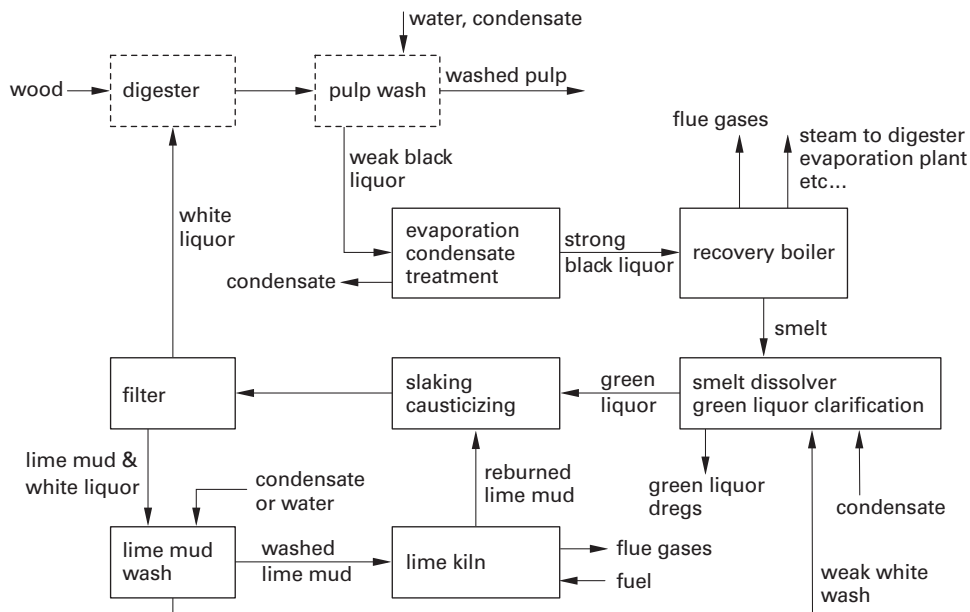 water, condensate
wood
digester
pulp wash
washed pulp
flue gases
steam to digester
evaporation plant
etc...
weak black
liquor
white
liquor
evaporation
condensate
treatment
strong
black liquor
recovery boiler
condensate
smelt
filter
slaking
causticizing
green
liquor
smelt dissolver
green liquor clarification
lime mud &
white liquor
condensate
or water
reburned
lime mud
green liquor
dregs
condensate
lime mud
wash
washed
lime mud
lime kiln
flue gases
fuel
weak white
wash